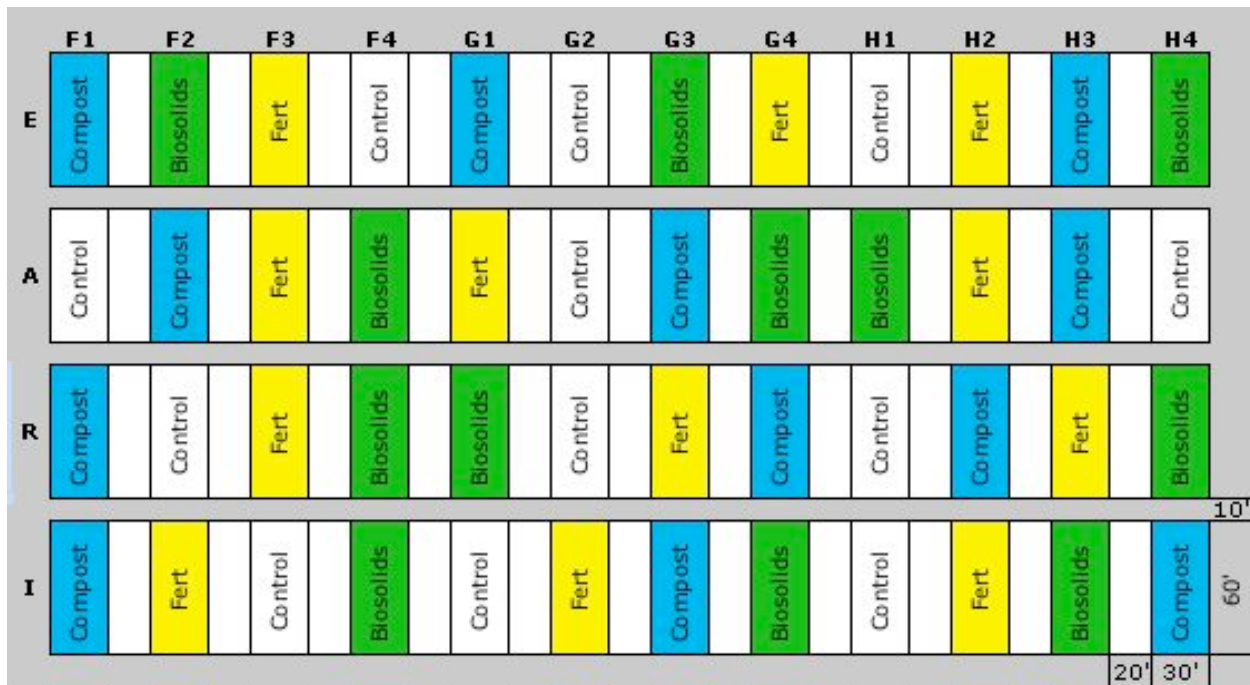 F1 F2 F3 F4 G1 G2 G3 G4 H1 H2 H3 H4
E Compost Biosolids Fert Control Compost Control Biosolids Fert Control Fert Compost Biosolids
A Control Compost Fert Biosolids Fert Control Compost Biosolids Biosolids Fert Compost Control
R Compost Control Fert Biosolids Biosolids Control Fert Compost Control Compost Fert Biosolids
10'
I Compost Fert Control Biosolids Control Fert Compost Biosolids Control Fert Biosolids Compost 60'
20' 30'